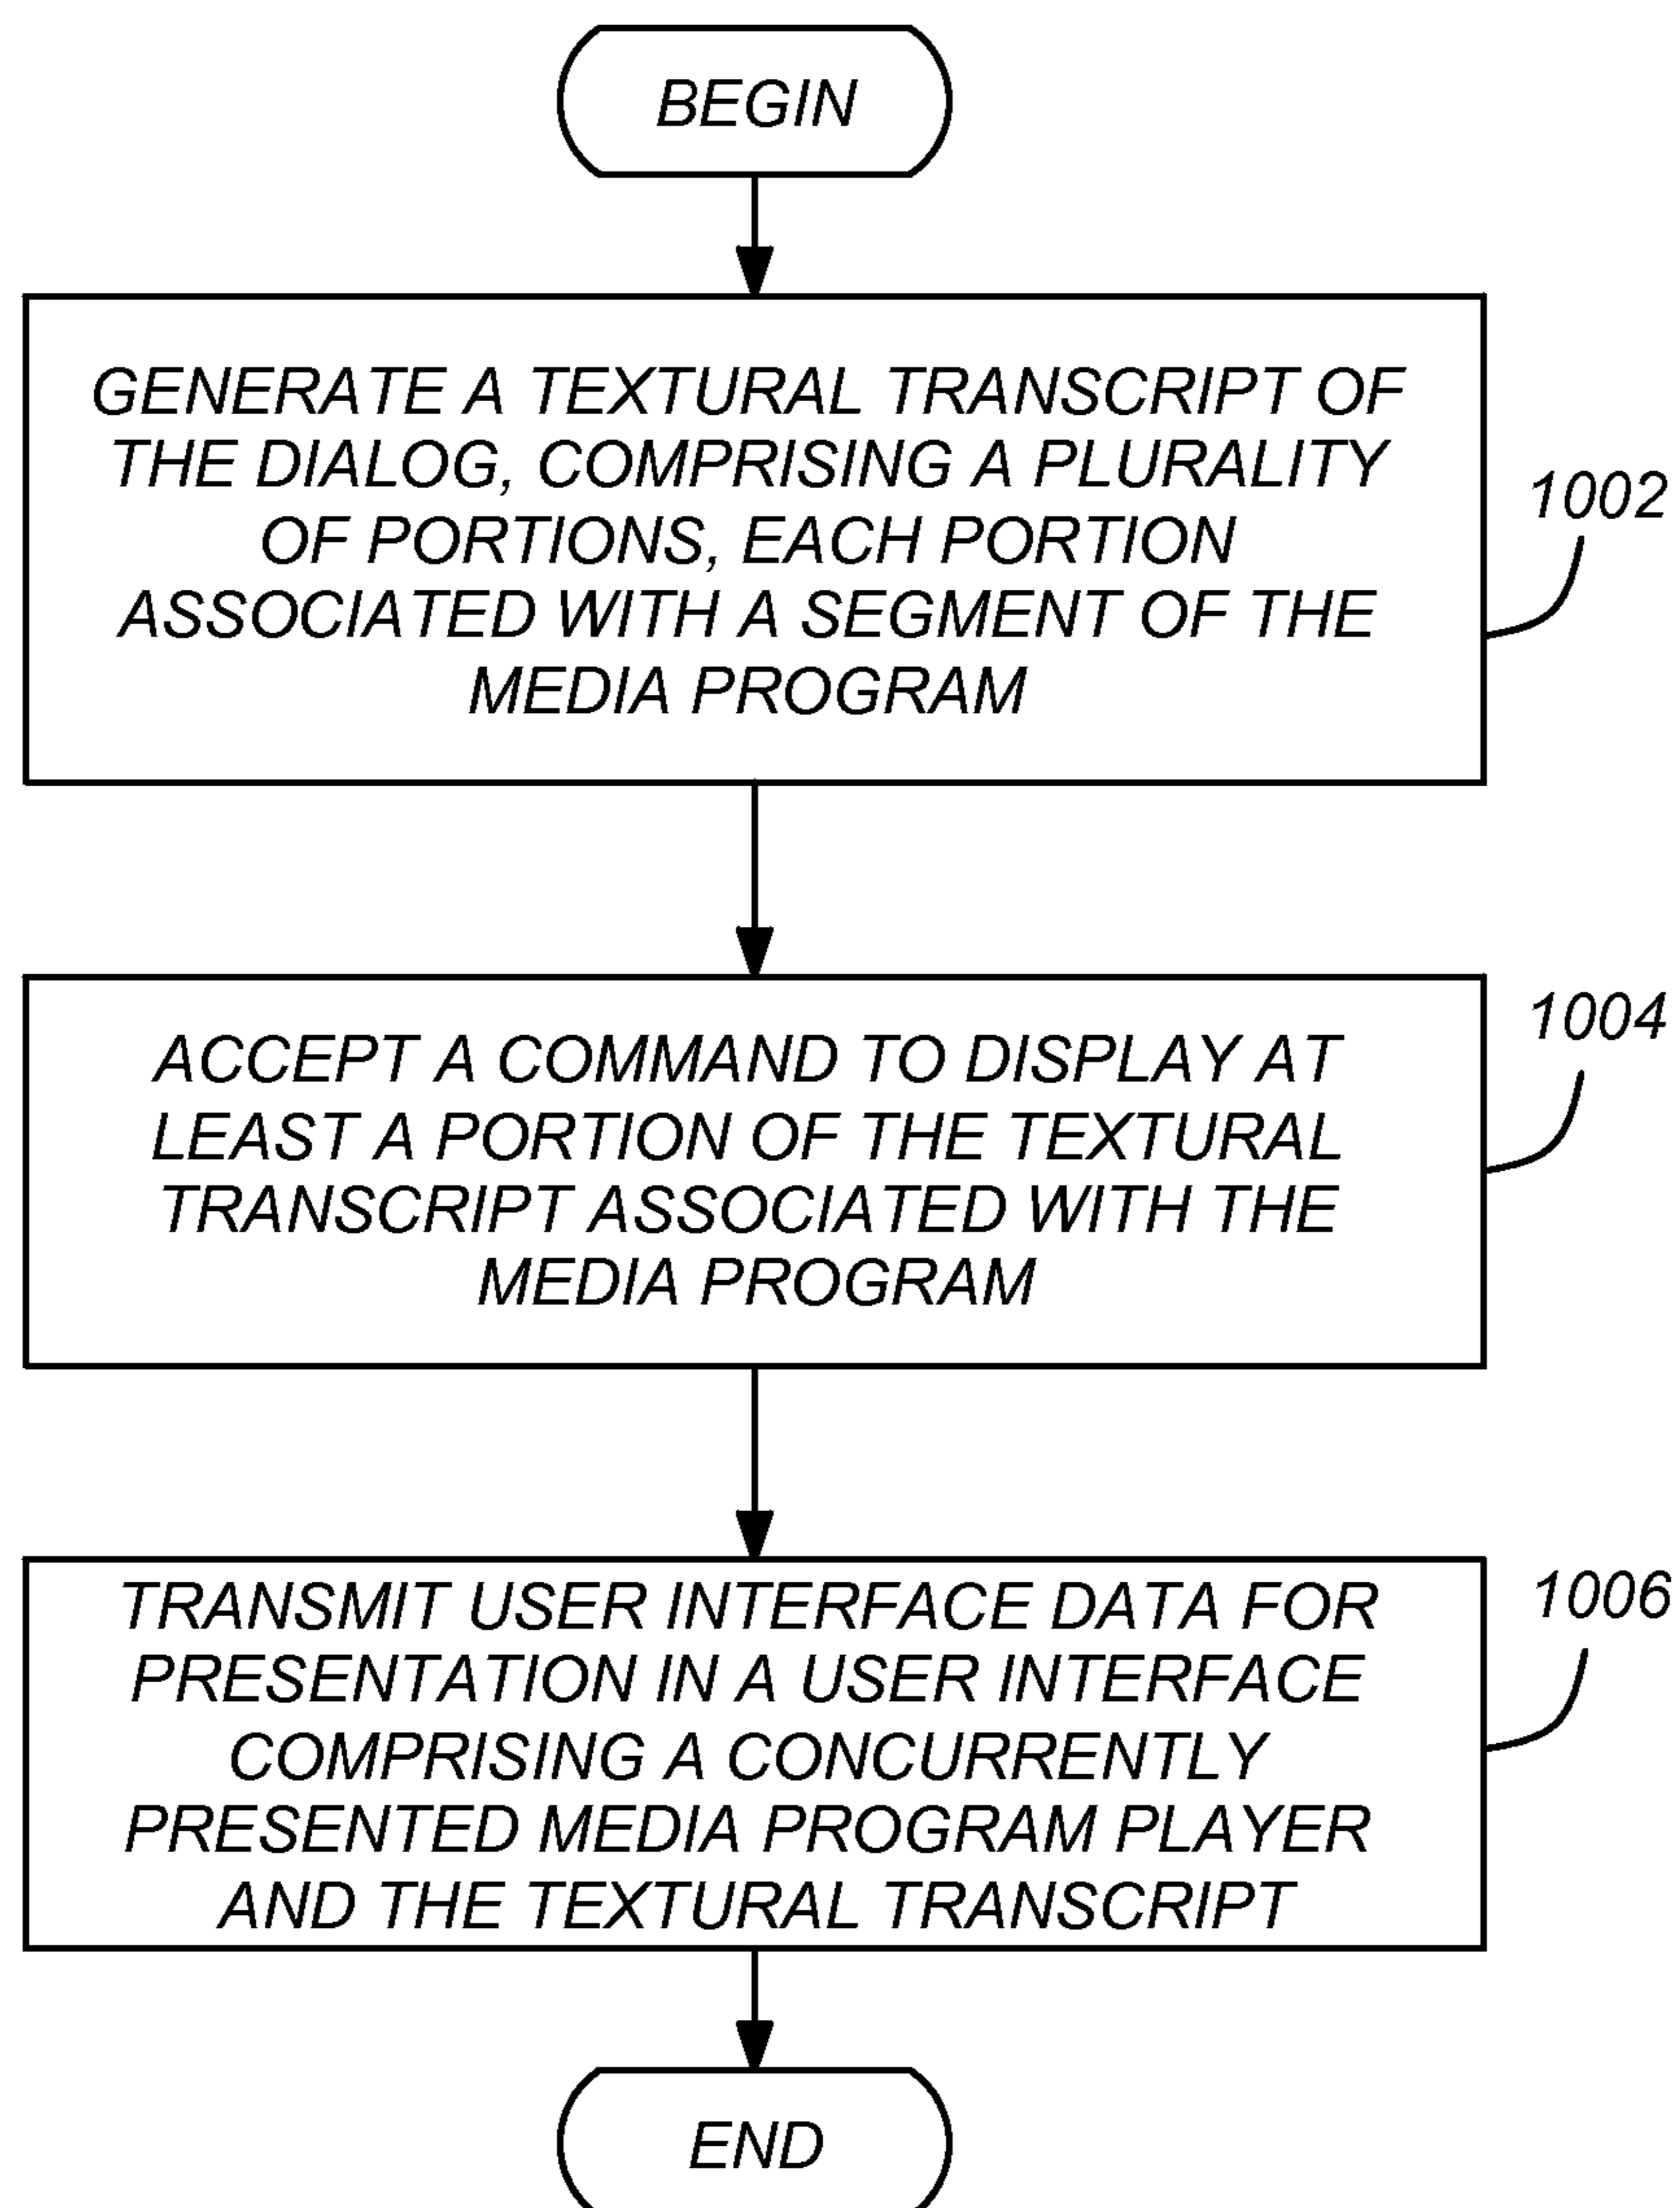 BEGIN
GENERATE A TEXTURAL TRANSCRIPT OF
THE DIALOG, COMPRISING A PLURALITY
OF PORTIONS, EACH PORTION
ASSOCIATED WITH A SEGMENT OF THE
MEDIA PROGRAM
1002
ACCEPT A COMMAND TO DISPLAY AT
LEAST A PORTION OF THE TEXTURAL
TRANSCRIPT ASSOCIATED WITH THE
MEDIA PROGRAM
1004
TRANSMIT USER INTERFACE DATA FOR
PRESENTATION IN A USER INTERFACE
COMPRISING A CONCURRENTLY
PRESENTED MEDIA PROGRAM PLAYER
AND THE TEXTURAL TRANSCRIPT
1006
END